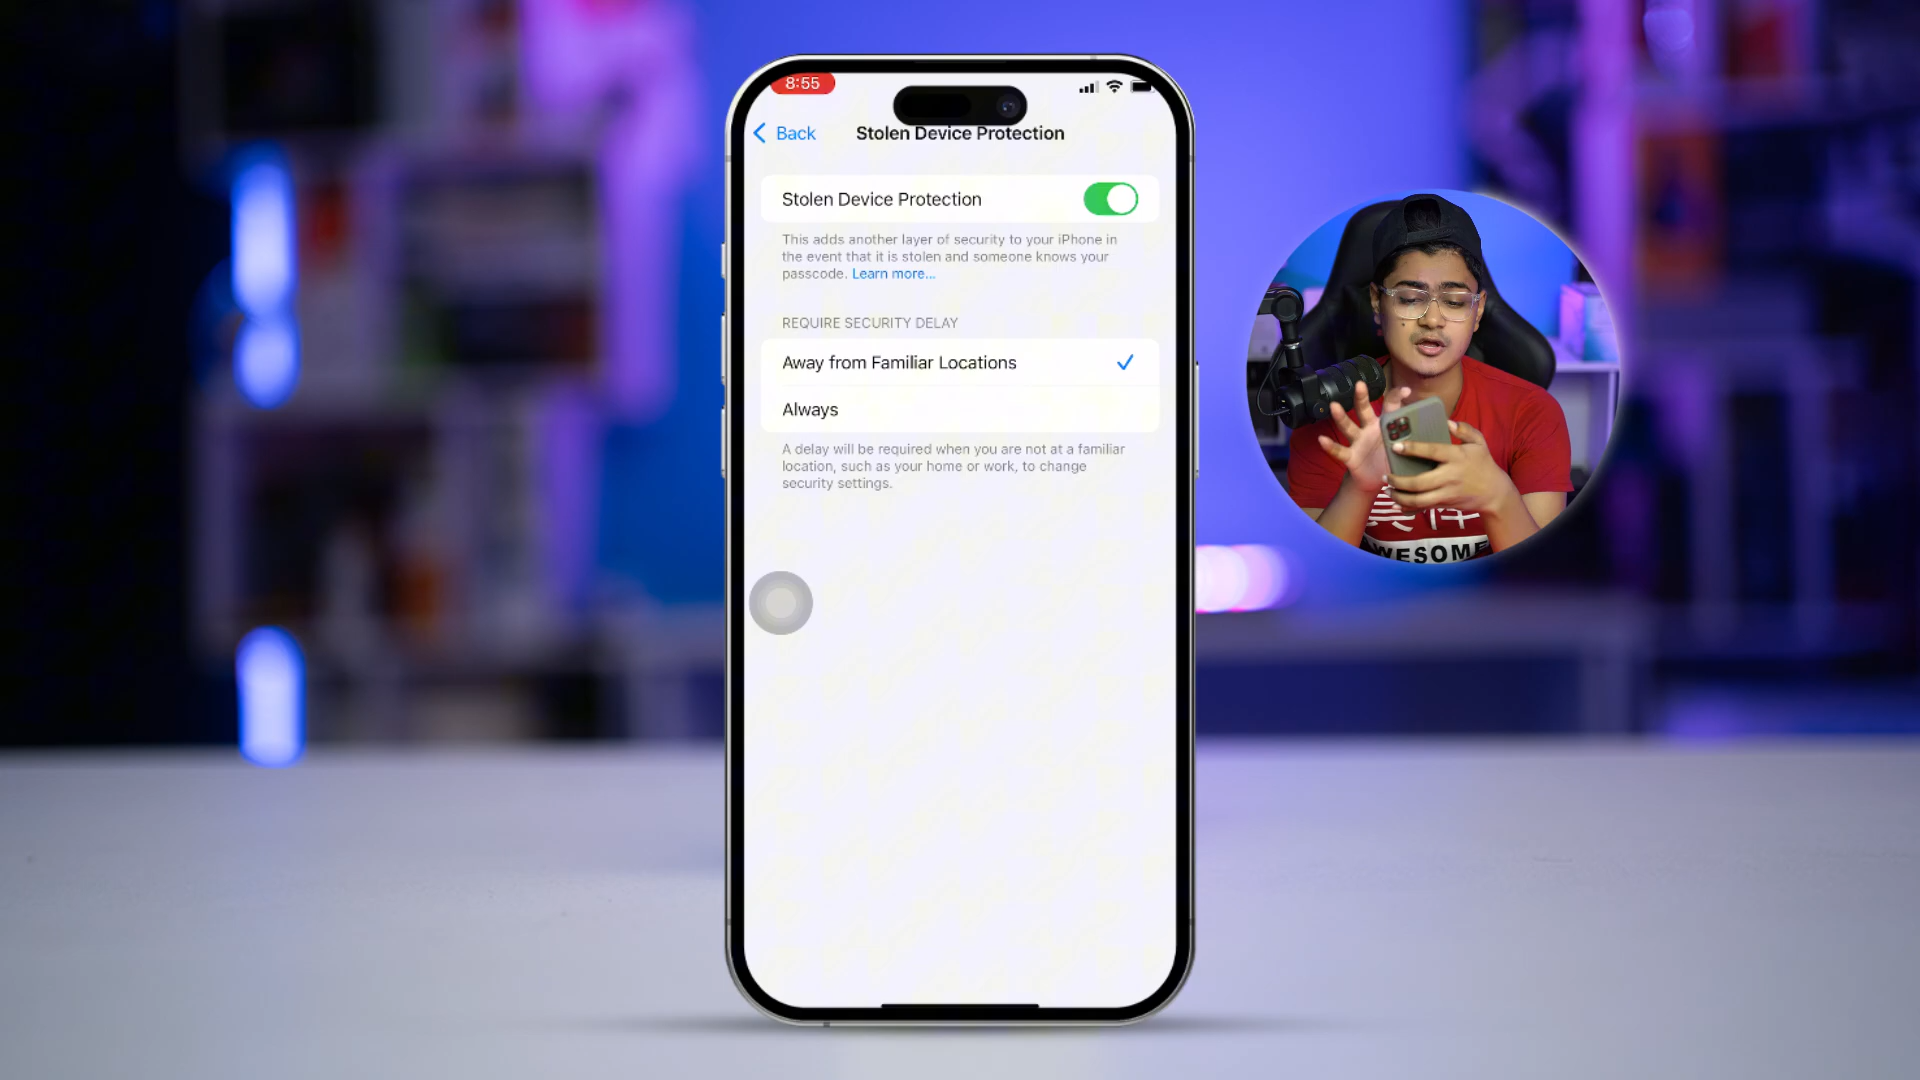 8:55
Back
Stolen Device Protection
Stolen Device Protection
This adds another layer of security to your iPhone in
the event that it is stolen and someone knows your
passcode. Learn more...
REQUIRE SECURITY DELAY
Away from Familiar Locations
Always
A delay will be required when you are not at a familiar
location, such as your home or work, to change
security settings.
WESOME